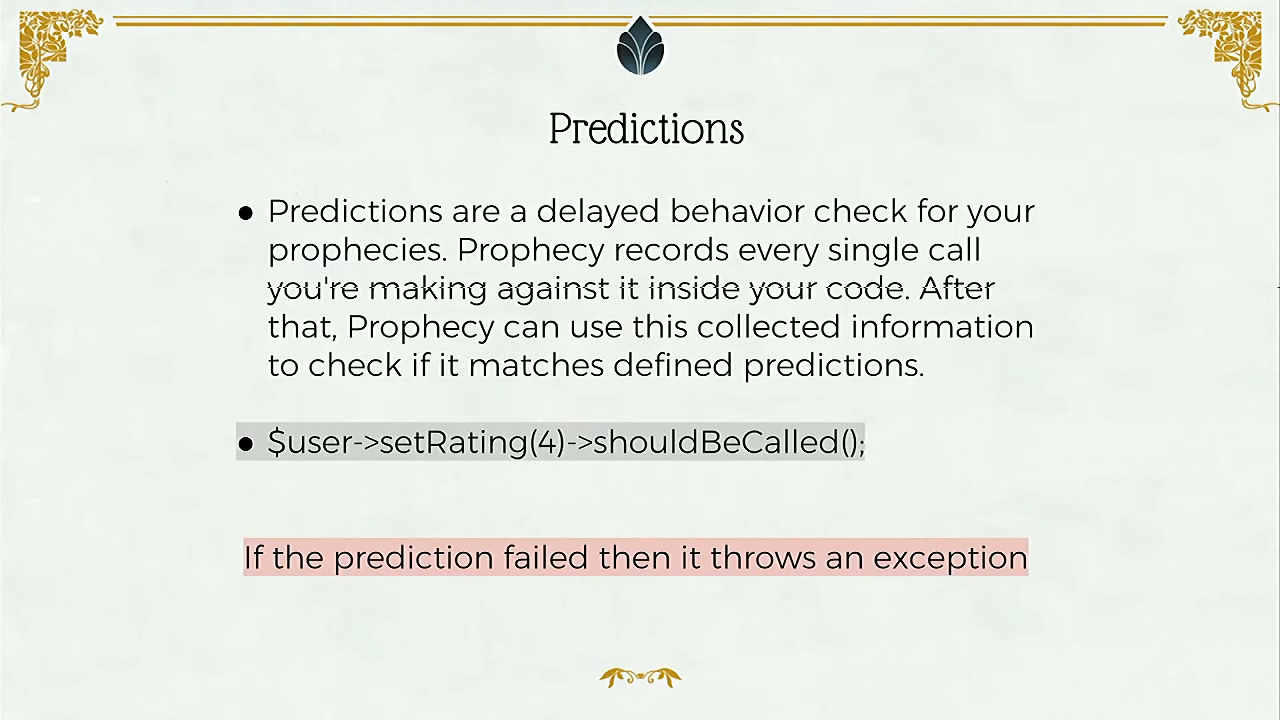 Predictions
● Predictions are a delayed behavior check for your
prophecies. Prophecy records every single call
you're making against it inside your code. After
that, Prophecy can use this collected information
to check if it matches defined predictions.
● $user->setRating(4)->shouldBeCalled();
If the prediction failed then it throws an exception